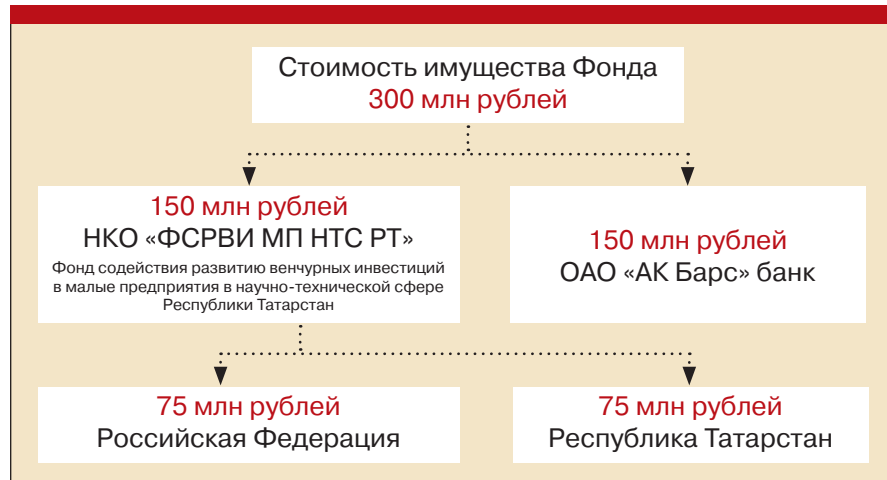 Стоимость имущества Фонда
300 млн рублей
150 млн рублей
НКО «ФСРВИ МП НТС РТ»
Фонд содействия развитию венчурных инвестиций
в малые предприятия в научно-технической сфере
Республики Татарстан
150 млн рублей
ОАО «АК Барс» банк
75 млн рублей
Российская Федерация
75 млн рублей
Республика Татарстан